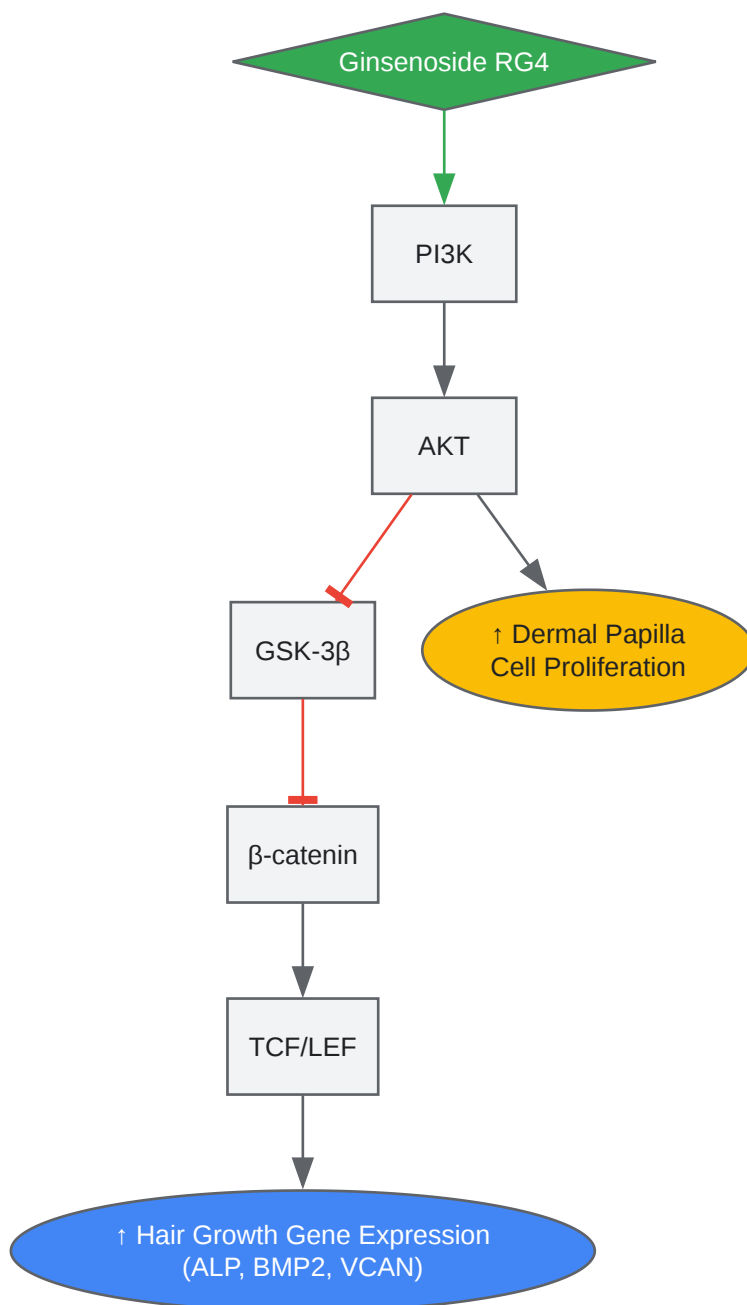 Ginsenoside RG4
PI3K
AKT
GSK-3β
↑ Dermal Papilla
Cell Proliferation
β-catenin
TCF/LEF
↑ Hair Growth Gene Expression
(ALP, BMP2, VCAN)